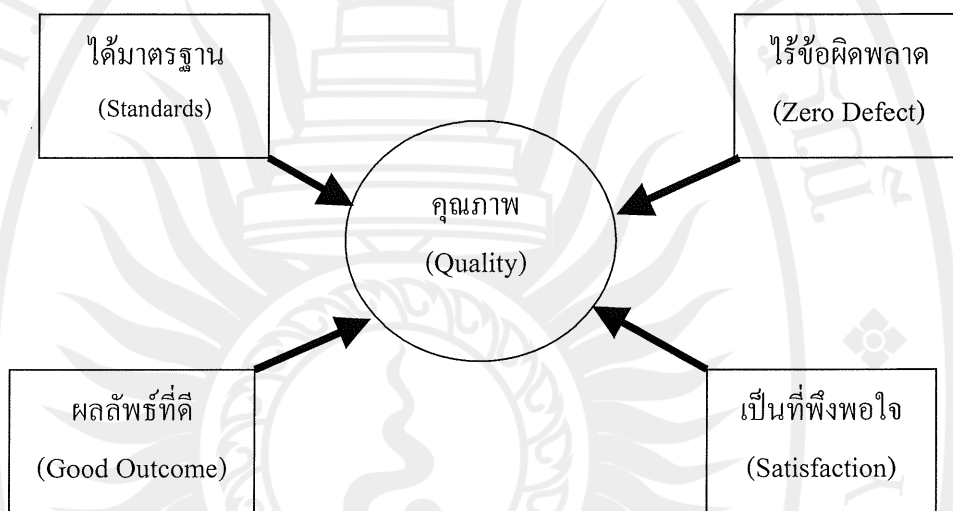 ได้มาตรฐาน
(Standards)
ไร้ข้อผิดพลาด
(Zero Defect)
คุณภาพ
(Quality)
ผลลัพธ์ที่ดี
(Good Outcome)
เป็นที่พึงพอใจ
(Satisfaction)